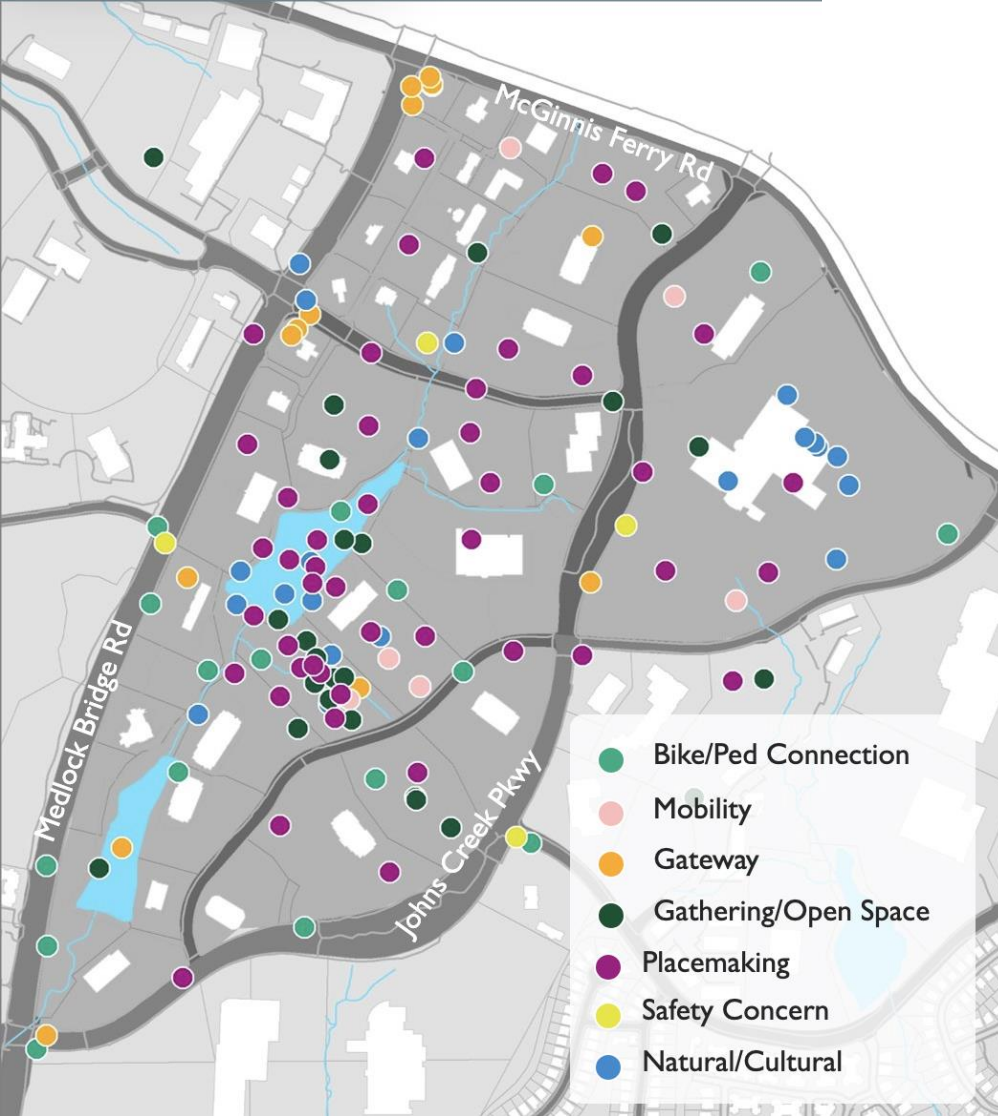 McGinnis Ferry Rd
Medlock Bridge Rd
Johns Creek Pkwy
Bike/Ped Connection
Mobility
Gateway
Gathering/Open Space
Placemaking
Safety Concern
Natural/Cultural